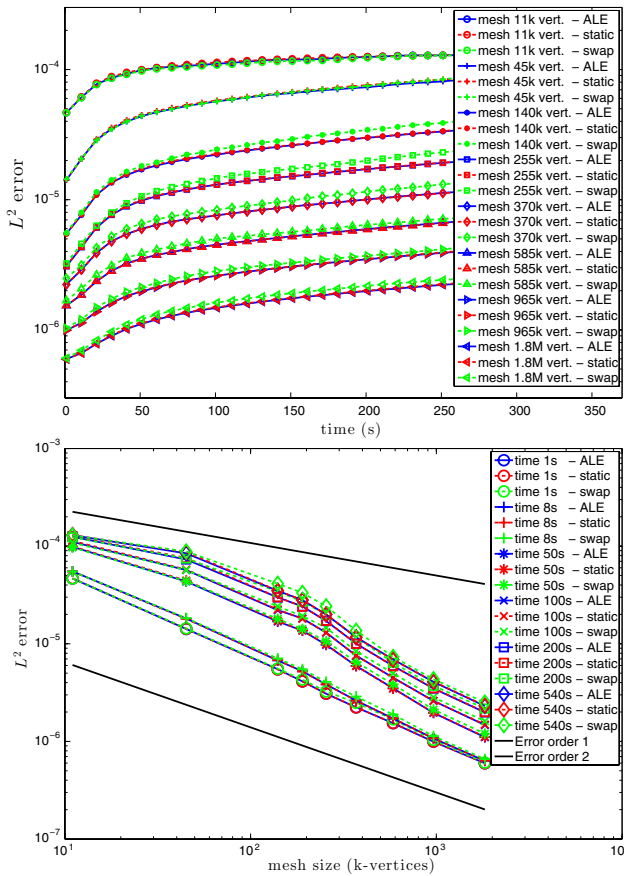 10^{-4}
10^{-5}
10^{-6}
L^2 error
0
50
100
150
200
250
300
350
time (s)
mesh 11k vert. – ALE
mesh 11k vert. – static
mesh 11k vert. – swap
mesh 45k vert. – ALE
mesh 45k vert. – static
mesh 45k vert. – swap
mesh 140k vert. – ALE
mesh 140k vert. – static
mesh 140k vert. – swap
mesh 255k vert. – ALE
mesh 255k vert. – static
mesh 255k vert. – swap
mesh 370k vert. – ALE
mesh 370k vert. – static
mesh 370k vert. – swap
mesh 585k vert. – ALE
mesh 585k vert. – static
mesh 585k vert. – swap
mesh 965k vert. – ALE
mesh 965k vert. – static
mesh 965k vert. – swap
mesh 1.8M vert. – ALE
mesh 1.8M vert. – static
mesh 1.8M vert. – swap
10^{-3}
10^{-4}
10^{-5}
10^{-6}
10^{-7}
L^2 error
10^1
10^2
10^3
10
mesh size (k-vertices)
time 1s – ALE
time 1s – static
time 1s – swap
time 8s – ALE
time 8s – static
time 8s – swap
time 50s – ALE
time 50s – static
time 50s – swap
time 100s – ALE
time 100s – static
time 100s – swap
time 200s – ALE
time 200s – static
time 200s – swap
time 540s – ALE
time 540s – static
time 540s – swap
Error order 1
Error order 2